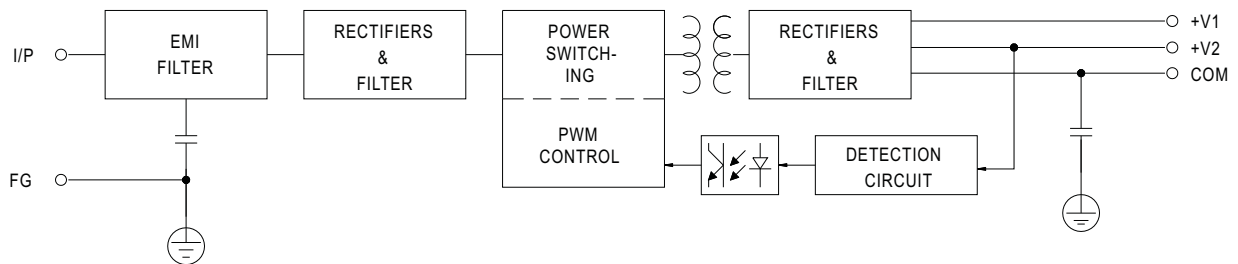 I/P
EMI
FILTER
RECTIFIERS
&
FILTER
POWER
SWITCH-
ING
PWM
CONTROL
RECTIFIERS
&
FILTER
+V1
+V2
COM
DETECTION
CIRCUIT
FG